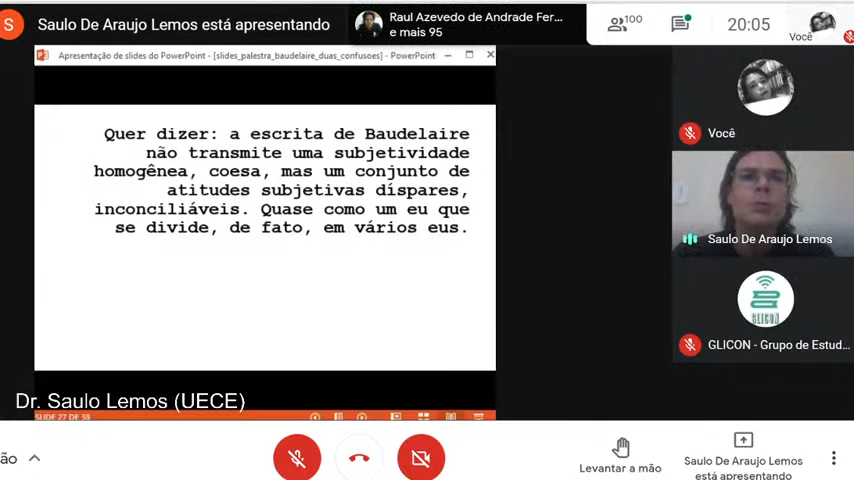 S
Saulo De Araujo Lemos está apresentando
Raul Azevedo de Andrade Fer...
e mais 95
100
20:05
Você
Apresentação de slides do PowerPoint - [slides_palestra_baudelaire_duas_confusoes] - PowerPoint
Quer dizer: a escrita de Baudelaire
não transmite uma subjetividade
homogênea, coesa, mas um conjunto de
atitudes subjetivas díspares,
inconciliáveis. Quase como um eu que
se divide, de fato, em vários eus.
Você
Saulo De Araujo Lemos
GLICON
GLICON - Grupo de Estud...
Dr. Saulo Lemos (UECE)
SLIDE 27 DE 38
ão
Levantar a mão
Saulo De Araujo Lemos
está apresentando